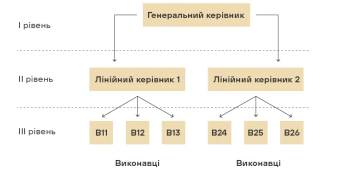 Генеральний керівник
І рівень
ІІ рівень
Лінійний керівник 1
Лінійний керівник 2
ІІІ рівень
В11
В12
В13
В24
В25
В26
Виконавці
Виконавці